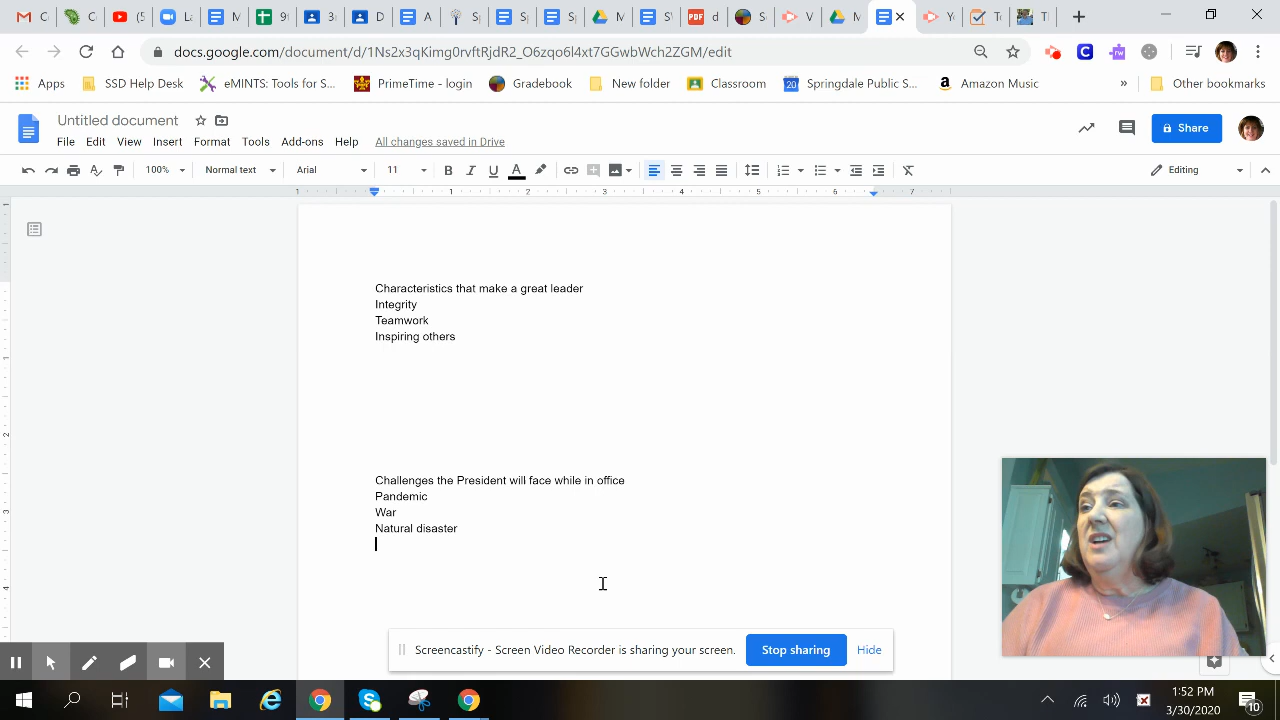 docs.google.com/document/d/1Ns2x3qKimq0rvftRjdR2_O6zqo6l4xt7GGwbWch2ZGM/edit
Apps SSD Help Desk eMINTS: Tools for S... PrimeTime - login Gradebook New folder Classroom Springdale Public S... Amazon Music » Other bookmarks
Untitled document
File Edit View Insert Format Tools Add-ons Help All changes saved in Drive
Share
100% Normal text Arial 11 Editing
Characteristics that make a great leader
Integrity
Teamwork
Inspiring others
Challenges the President will face while in office
Pandemic
War
Natural disaster
Screencastify - Screen Video Recorder is sharing your screen. Stop sharing Hide
1:52 PM
3/30/2020
10